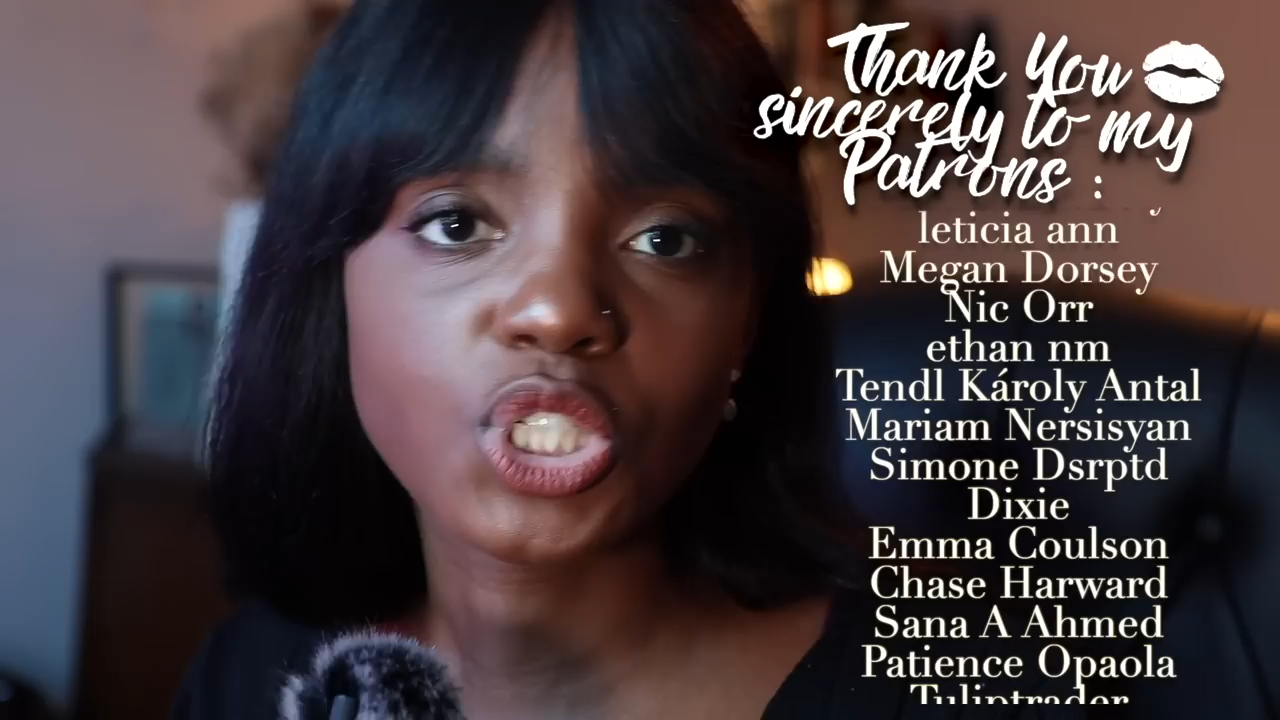 Thank You
sincerely to my
Patrons :
leticia ann
Megan Dorsey
Nic Orr
ethan nm
Tendl Károly Antal
Mariam Nersisyan
Simone Dsrptd
Dixie
Emma Coulson
Chase Harward
Sana A Ahmed
Patience Opaola
Tuliptrader